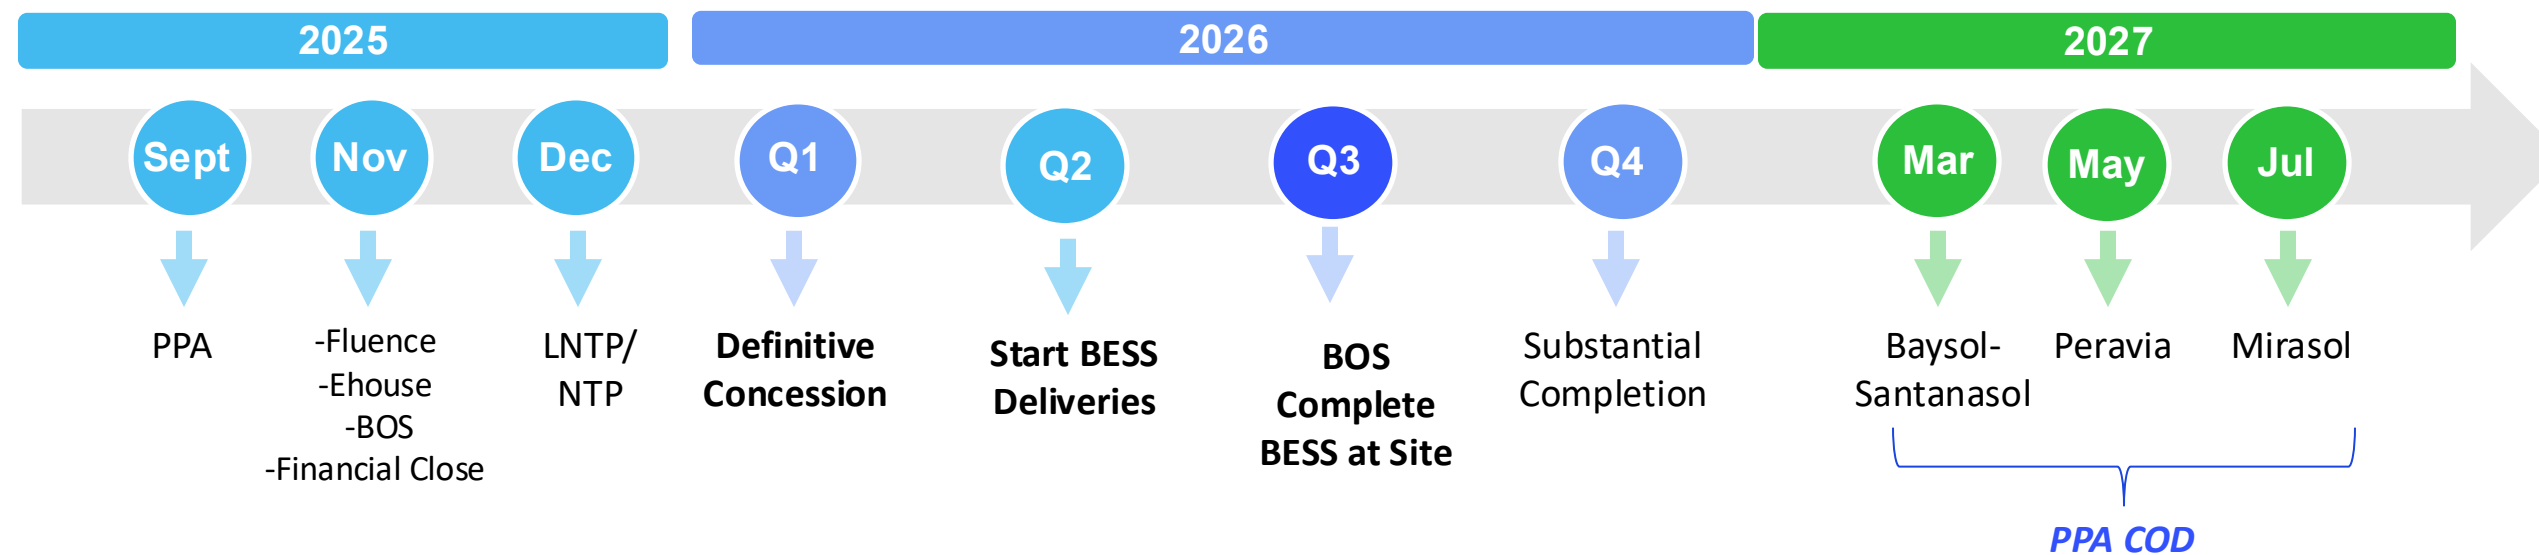 2025
2026
2027
Sept
Nov
Dec
Q1
Q2
Q3
Q4
Mar
May
Jul
PPA
-Fluence
-Ehouse
-BOS
-Financial Close
LNTP/
NTP
Definitive
Concession
Start BESS
Deliveries
BOS
Complete
BESS at Site
Substantial
Completion
Baysol-
Santanasol
Peravia
Mirasol
PPA COD